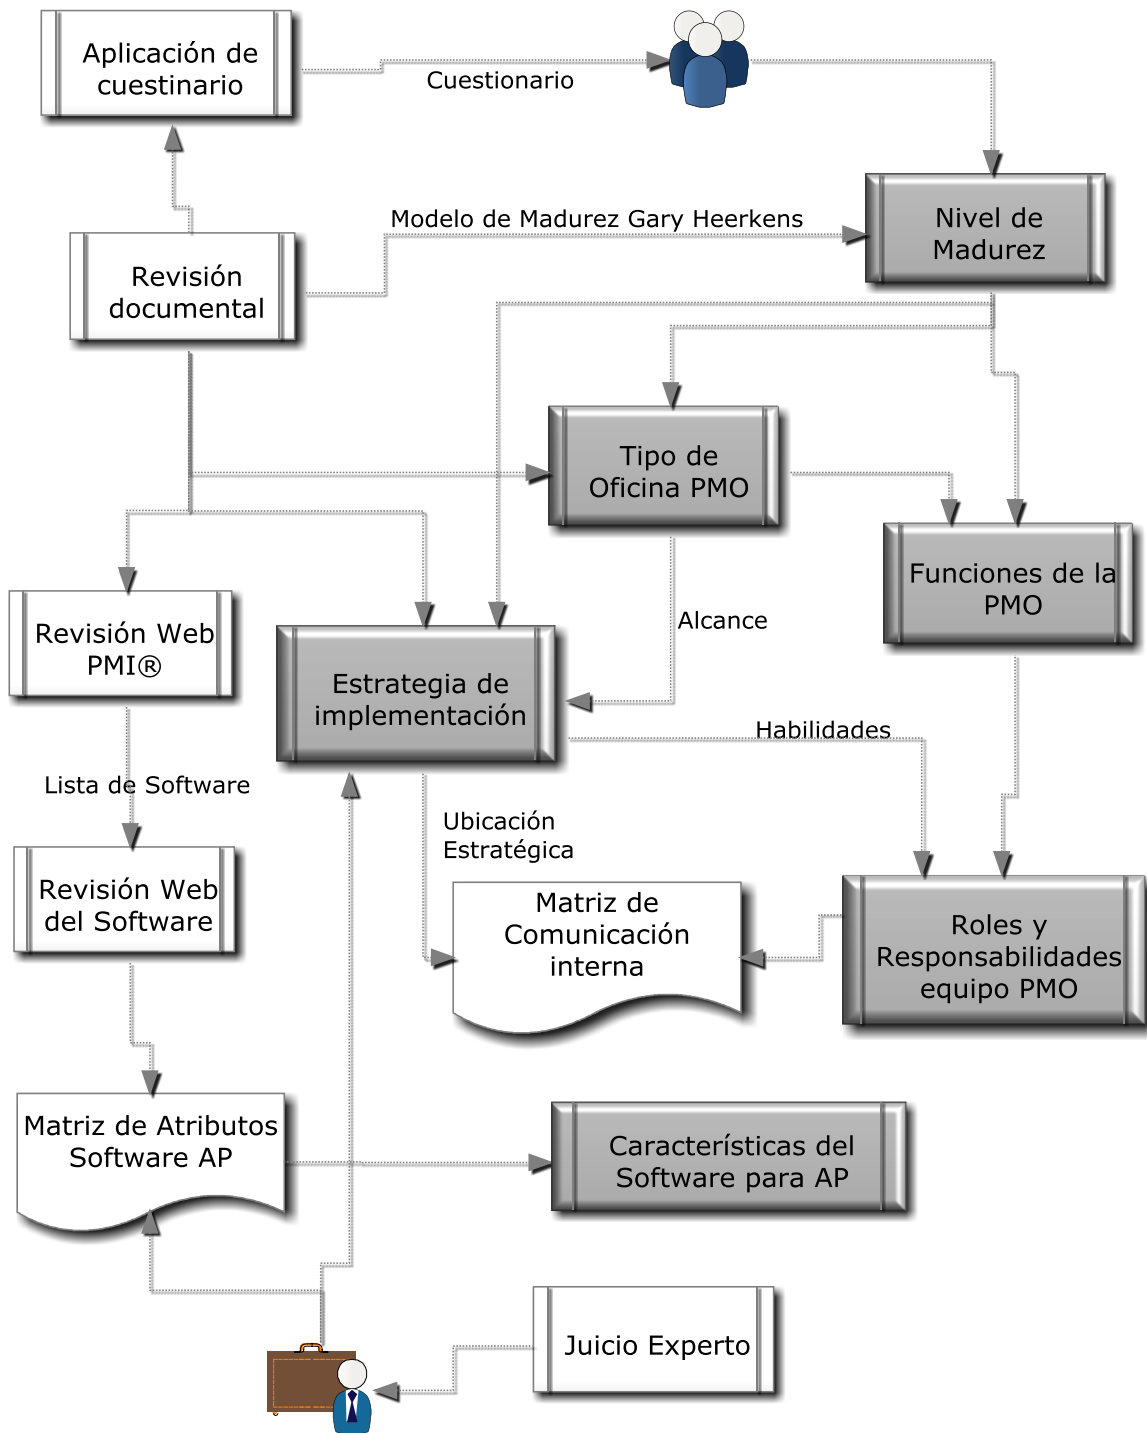 Aplicación de
cuestinario
Cuestionario
Modelo de Madurez Gary Heerkens
Nivel de
Madurez
Revisión
documental
Tipo de
Oficina PMO
Funciones de la
PMO
Revisión Web
PMI®
Alcance
Estrategia de
implementación
Habilidades
Lista de Software
Ubicación
Estratégica
Revisión Web
del Software
Matriz de
Comunicación
interna
Roles y
Responsabilidades
equipo PMO
Matriz de Atributos
Software AP
Característísticas del
Software para AP
Juicio Experto